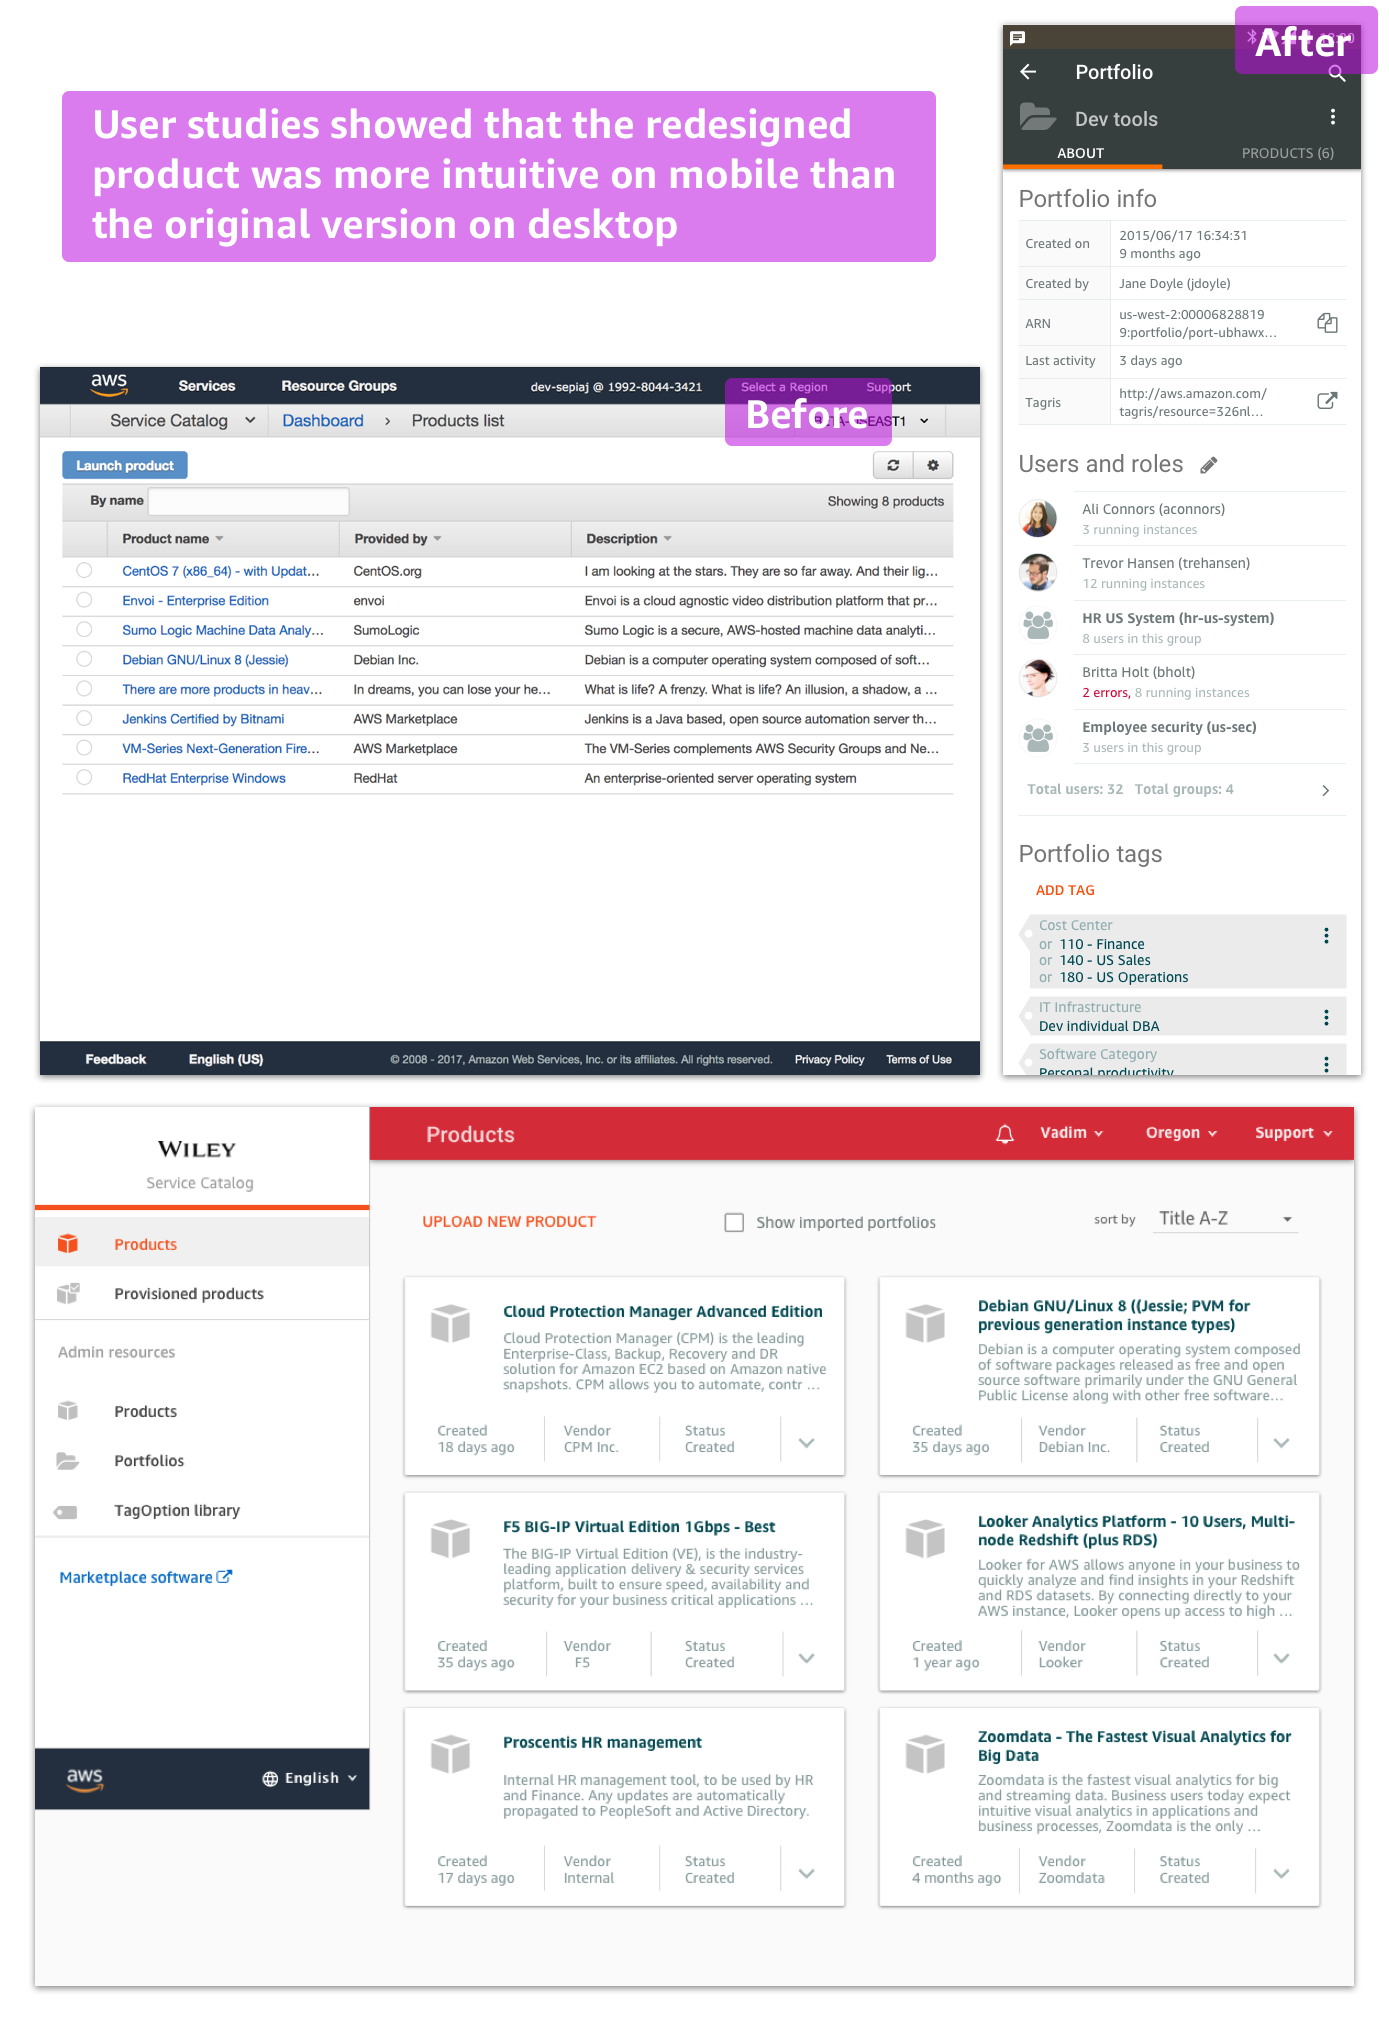 User studies showed that the redesigned
product was more intuitive on mobile than
the original version on desktop
After
Portfolio
Dev tools
ABOUT
PRODUCTS (6)
Portfolio info
Created on
2015/06/17 16:34:31
9 months ago
Created by
Jane Doyle (jdoyle)
ARN
us-west-2:00006828819
9:portfolio/port-ubhawx...
Last activity
3 days ago
Tagris
http://aws.amazon.com/
tagris/resource=326nl...
Users and roles
Ali Connors (aconnors)
3 running instances
Trevor Hansen (trehansen)
12 running instances
HR US System (hr-us-system)
8 users in this group
Britta Holt (bholt)
2 errors, 8 running instances
Employee security (us-sec)
3 users in this group
Total users: 32 Total groups: 4
Portfolio tags
ADD TAG
Cost Center
or 110 - Finance
or 140 - US Sales
or 180 - US Operations
IT Infrastructure
Dev individual DBA
Software Category
Personal productivity
aws Services Resource Groups dev-sepiaj @ 1992-8044-3421 Select a Region Support
Before
Service Catalog Dashboard > Products list
Launch product
By name
Showing 8 products
Product name Provided by Description
CentOS 7 (x86_64) - with Updat... CentOS.org I am looking at the stars. They are so far away. And their lig...
Envoi - Enterprise Edition envoi Envoi is a cloud agnostic video distribution platform that pr...
Sumo Logic Machine Data Analy... SumoLogic Sumo Logic is a secure, AWS-hosted machine data analyti...
Debian GNU/Linux 8 (Jessie) Debian Inc. Debian is a computer operating system composed of soft...
There are more products in heav... In dreams, you can lose your he... What is life? A frenzy. What is life? An illusion, a shadow, a ...
Jenkins Certified by Bitnami AWS Marketplace Jenkins is a Java based, open source automation server th...
VM-Series Next-Generation Fire... AWS Marketplace The VM-Series complements AWS Security Groups and Ne...
RedHat Enterprise Windows RedHat An enterprise-oriented server operating system
Feedback English (US) © 2008 - 2017, Amazon Web Services, Inc. or its affiliates. All rights reserved. Privacy Policy Terms of Use
WILEY
Service Catalog
Products
Provisioned products
Admin resources
Products
Portfolios
TagOption library
Marketplace software
aws
English
Products
Vadim
Oregon
Support
UPLOAD NEW PRODUCT
Show imported portfolios
sort by Title A-Z
Cloud Protection Manager Advanced Edition
Cloud Protection Manager (CPM) is the leading
Enterprise-Class, Backup, Recovery and DR
solution for Amazon EC2 based on Amazon native
snapshots. CPM allows you to automate, contr ...
Created Vendor Status
18 days ago CPM Inc. Created
Debian GNU/Linux 8 ((Jessie; PVM for
previous generation instance types)
Debian is a computer operating system composed
of software packages released as free and open
source software primarily under the GNU General
Public License along with other free software...
Created Vendor Status
35 days ago Debian Inc. Created
F5 BIG-IP Virtual Edition 1Gbps - Best
The BIG-IP Virtual Edition (VE), is the industry-
leading application delivery & security services
platform, built to ensure speed, availability and
security for your business critical applications ...
Created Vendor Status
35 days ago F5 Created
Looker Analytics Platform - 10 Users, Multi-
node Redshift (plus RDS)
Looker for AWS allows anyone in your business to
quickly analyze and find insights in your Redshift
and RDS datasets. By connecting directly to your
AWS instance, Looker opens up access to high ...
Created Vendor Status
1 year ago Looker Created
Proscentis HR management
Internal HR management tool, to be used by HR
and Finance. Any updates are automatically
propagated to PeopleSoft and Active Directory.
Created Vendor Status
17 days ago Internal Created
Zoomdata - The Fastest Visual Analytics for
Big Data
Zoomdata is the fastest visual analytics for big
and streaming data. Business users today expect
intuitive visual analytics in applications and
business processes, Zoomdata is the only ...
Created Vendor Status
4 months ago Zoomdata Created